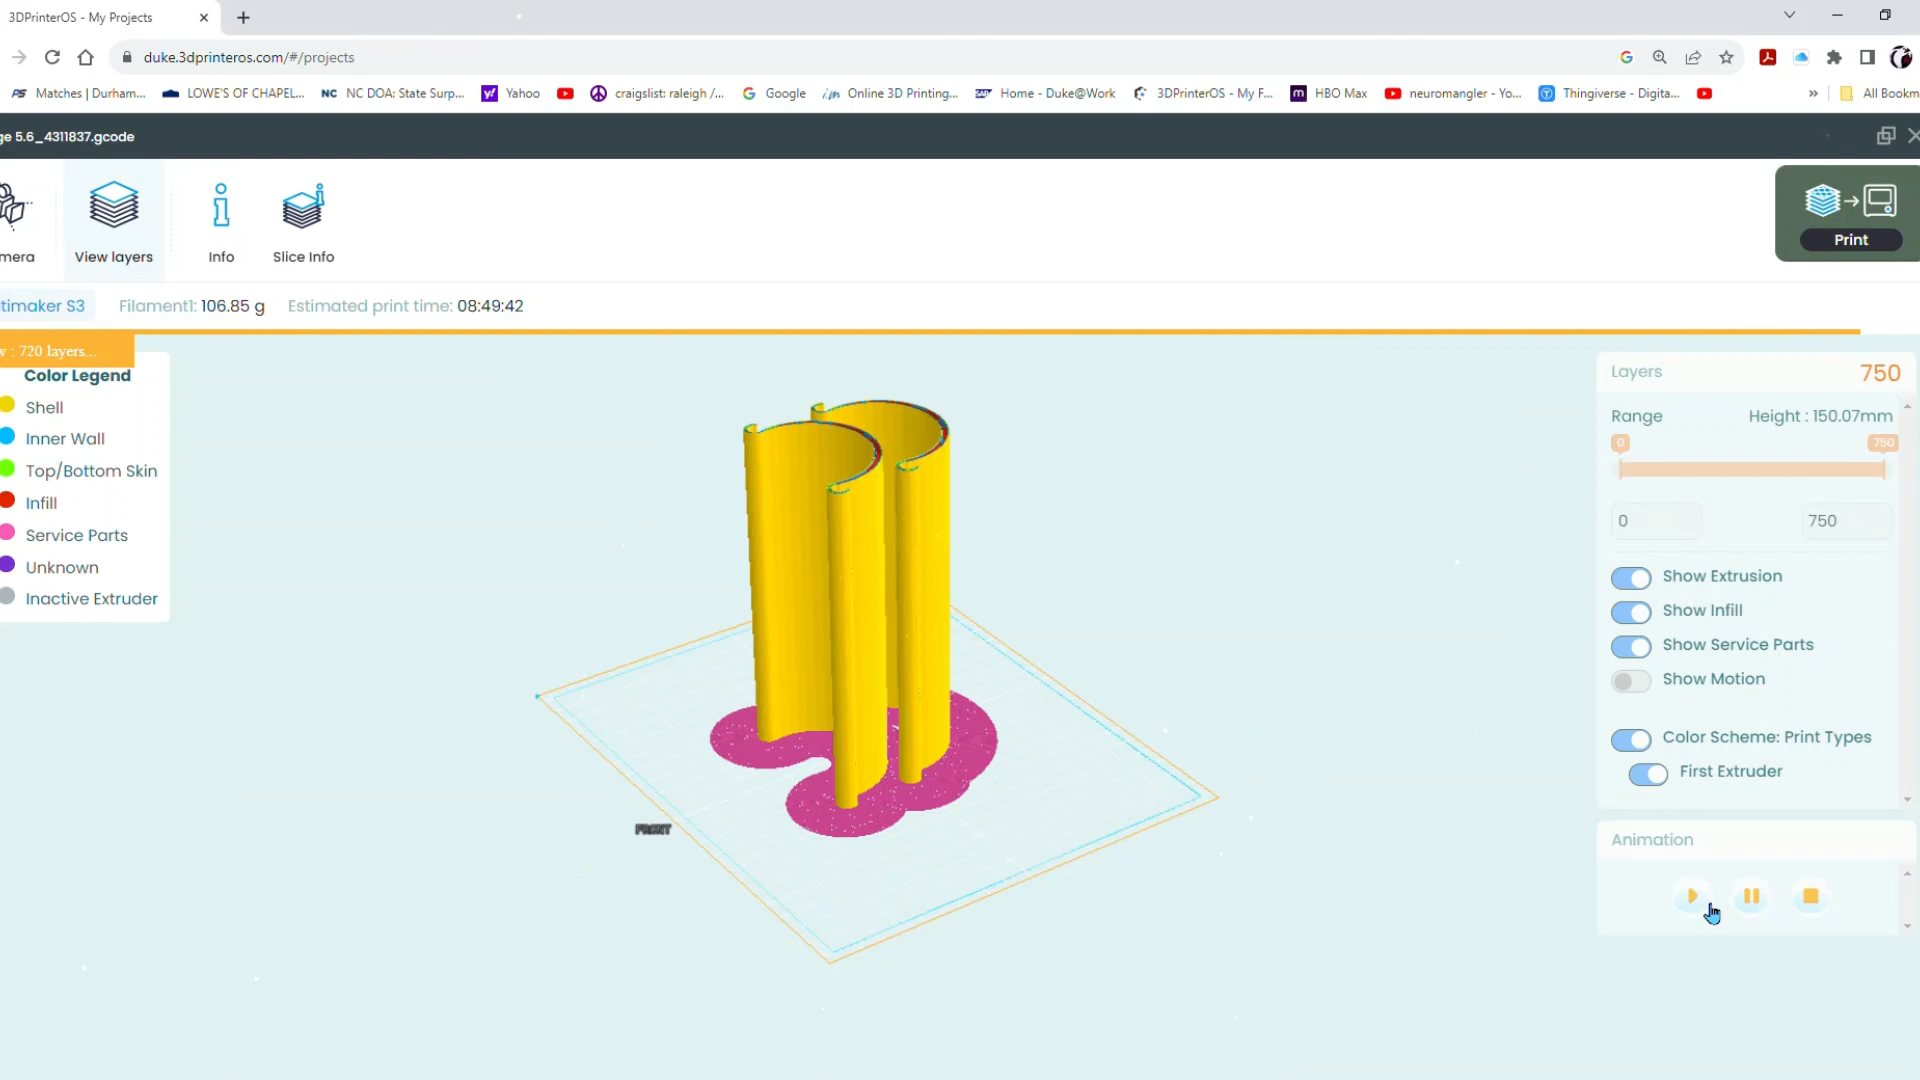 3DPrinterOS - My Projects
duke.3dprinteros.com/#/projects
Matches | Durham...
LOWE'S OF CHAPEL...
NC DOA: State Surp...
Yahoo
craigslist: raleigh /...
Google
Online 3D Printing...
Home - Duke@Work
3DPrinterOS - My F...
HBO Max
neuromangler - Yo...
Thingiverse - Digita...
»
All Bookm
ge 5.6_4311837.gcode
mera
View layers
Info
Slice Info
Print
timaker S3
Filament1: 106.85 g
Estimated print time: 08:49:42
w : 720 layers...
Color Legend
Shell
Inner Wall
Top/Bottom Skin
Infill
Service Parts
Unknown
Inactive Extruder
FRONT
Layers
750
Range
Height : 150.07mm
0
750
0
750
Show Extrusion
Show Infill
Show Service Parts
Show Motion
Color Scheme: Print Types
First Extruder
Animation